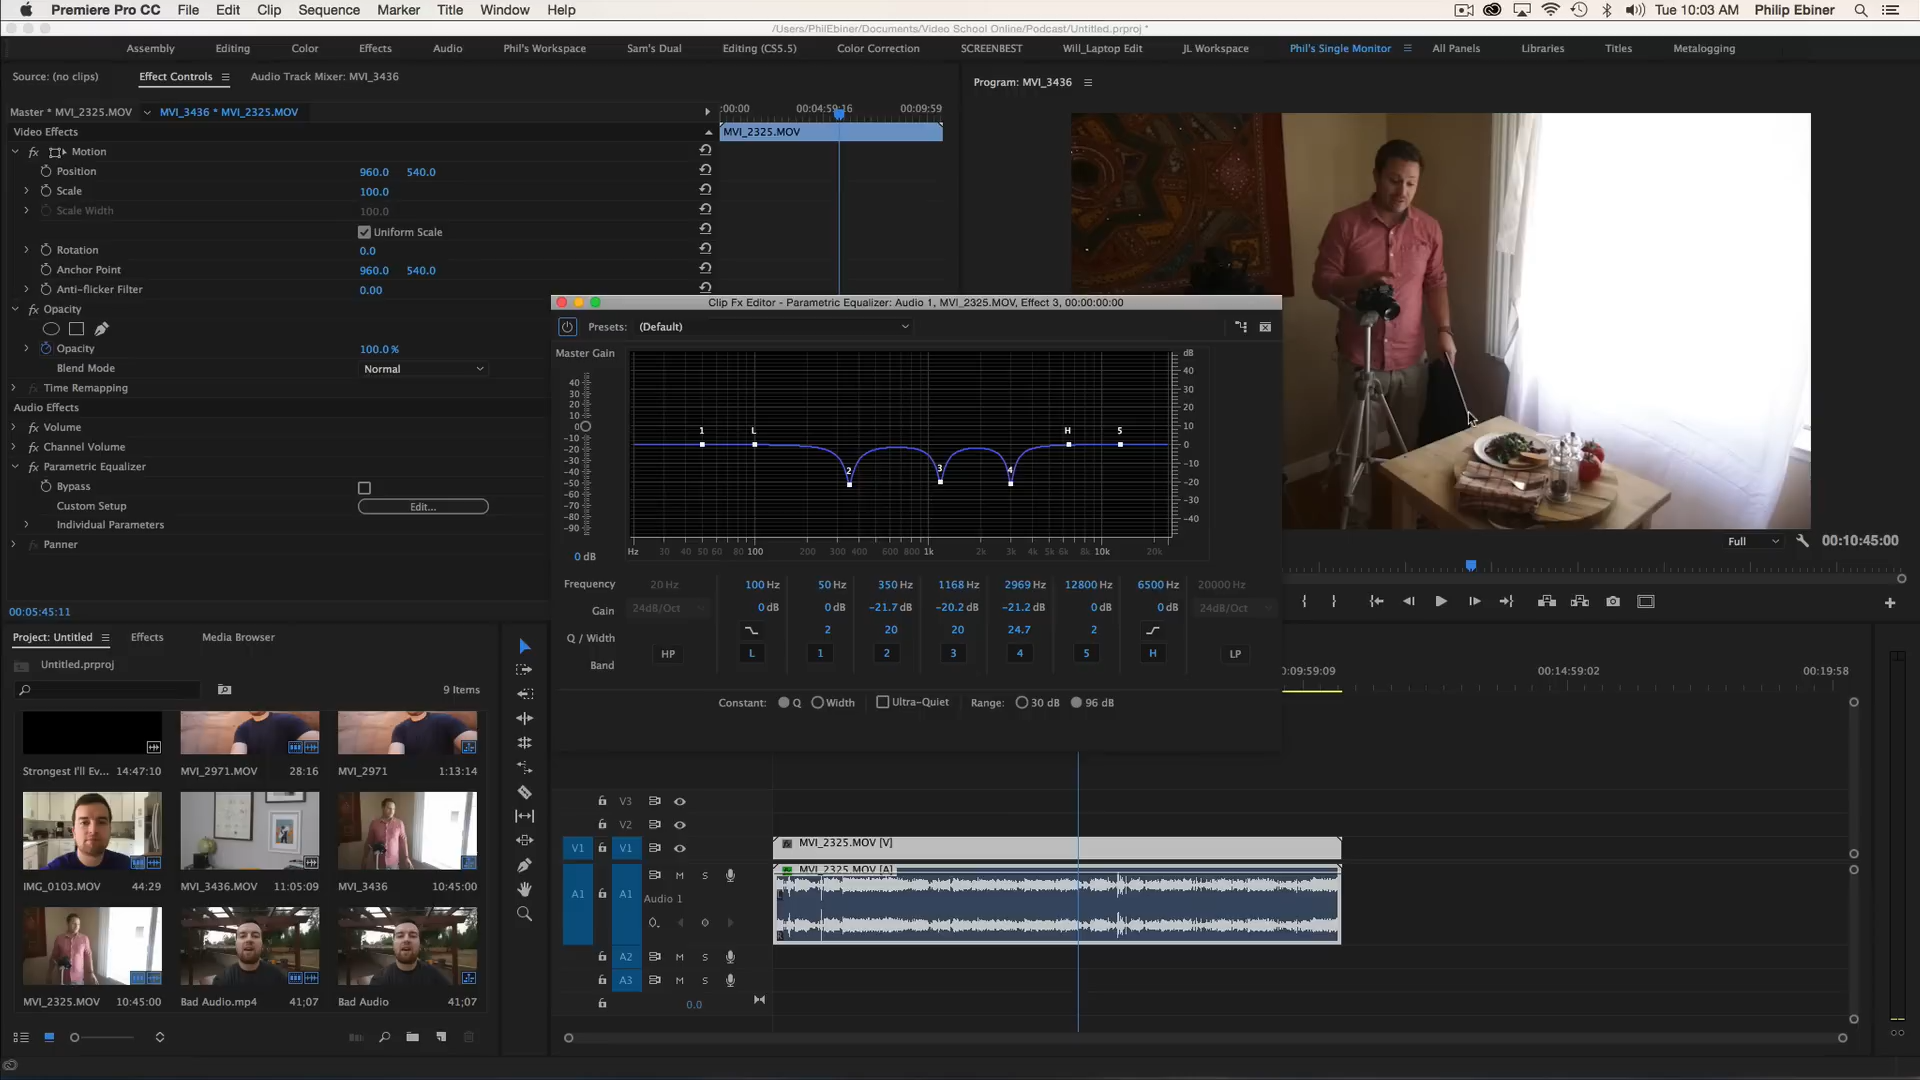 Premiere Pro CC File Edit Clip Sequence Marker Title Window Help Tue 10:03 AM Philip Ebiner
/Users/PhilEbiner/Documents/Video School Online/Podcast/Untitled.prproj *
Assembly Editing Color Effects Audio Phil's Workspace Sam's Dual Editing (CS5.5) Color Correction SCREENBEST Will_Laptop Edit JL Workspace Phil's Single Monitor All Panels Libraries Titles Metalogging
Source: (no clips) Effect Controls Audio Track Mixer: MVI_3436
Program: MVI_3436
Master * MVI_2325.MOV MVI_3436 * MVI_2325.MOV
:00:00 00:04:59:16 00:09:59
MVI_2325.MOV
Video Effects
fx Motion
Position 960.0 540.0
Scale 100.0
Scale Width 100.0
Uniform Scale
Rotation 0.0
Anchor Point 960.0 540.0
Anti-flicker Filter 0.00
fx Opacity
Opacity 100.0 %
Blend Mode Normal
fx Time Remapping
Audio Effects
fx Volume
fx Channel Volume
fx Parametric Equalizer
Bypass
Custom Setup Edit...
Individual Parameters
fx Panner
00:05:45:11
Clip Fx Editor - Parametric Equalizer: Audio 1, MVI_2325.MOV, Effect 3, 00:00:00:00
Presets: (Default)
Master Gain
40
30
20
10
0
-10
-20
-30
-40
-50
-60
-70
-80
-90
0 dB
1 L 2 3 4 H 5
dB
40
30
20
10
0
-10
-20
-30
-40
Hz 30 40 50 60 80 100 200 300 400 600 800 1k 2k 3k 4k 5k 6k 8k 10k 20k
Frequency 20 Hz 100 Hz 50 Hz 350 Hz 1168 Hz 2969 Hz 12800 Hz 6500 Hz 20000 Hz
Gain 24dB/Oct 0 dB 0 dB -21.7 dB -20.2 dB -21.2 dB 0 dB 0 dB 24dB/Oct
Q / Width 2 20 20 24.7 2
Band HP L 1 2 3 4 5 H LP
Constant: Q Width Ultra-Quiet Range: 30 dB 96 dB
Full 00:10:45:00
Project: Untitled Effects Media Browser
Untitled.prproj
9 Items
Strongest I'll Ev... 14:47:10
MVI_2971.MOV 28:16
MVI_2971 1:13:14
IMG_0103.MOV 44:29
MVI_3436.MOV 11:05:09
MVI_3436 10:45:00
MVI_2325.MOV 10:45:00
Bad Audio.mp4 41;07
Bad Audio 41;07
0:09:59:09 00:14:59:02 00:19:58
V3
V2
V1 V1 MVI_2325.MOV [V]
A1 A1 M S MVI_2325.MOV [A]
Audio 1
A2 M S
A3 M S
0.0